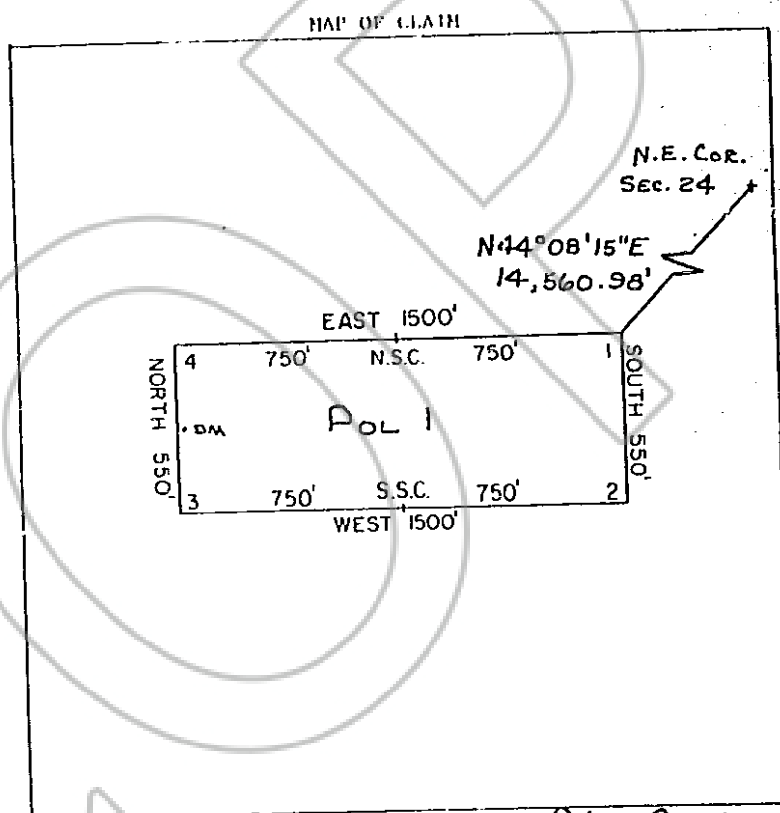 MAP OF CLAIM
N.E. COR.
SEC. 24
N44°08'15"E
14,560.98'
EAST 1500'
4 750' N.S.C. 750' 1
NORTH 550'
SOUTH 550'
DM
DOL 1
3 750' S.S.C. 750' 2
WEST 1500'